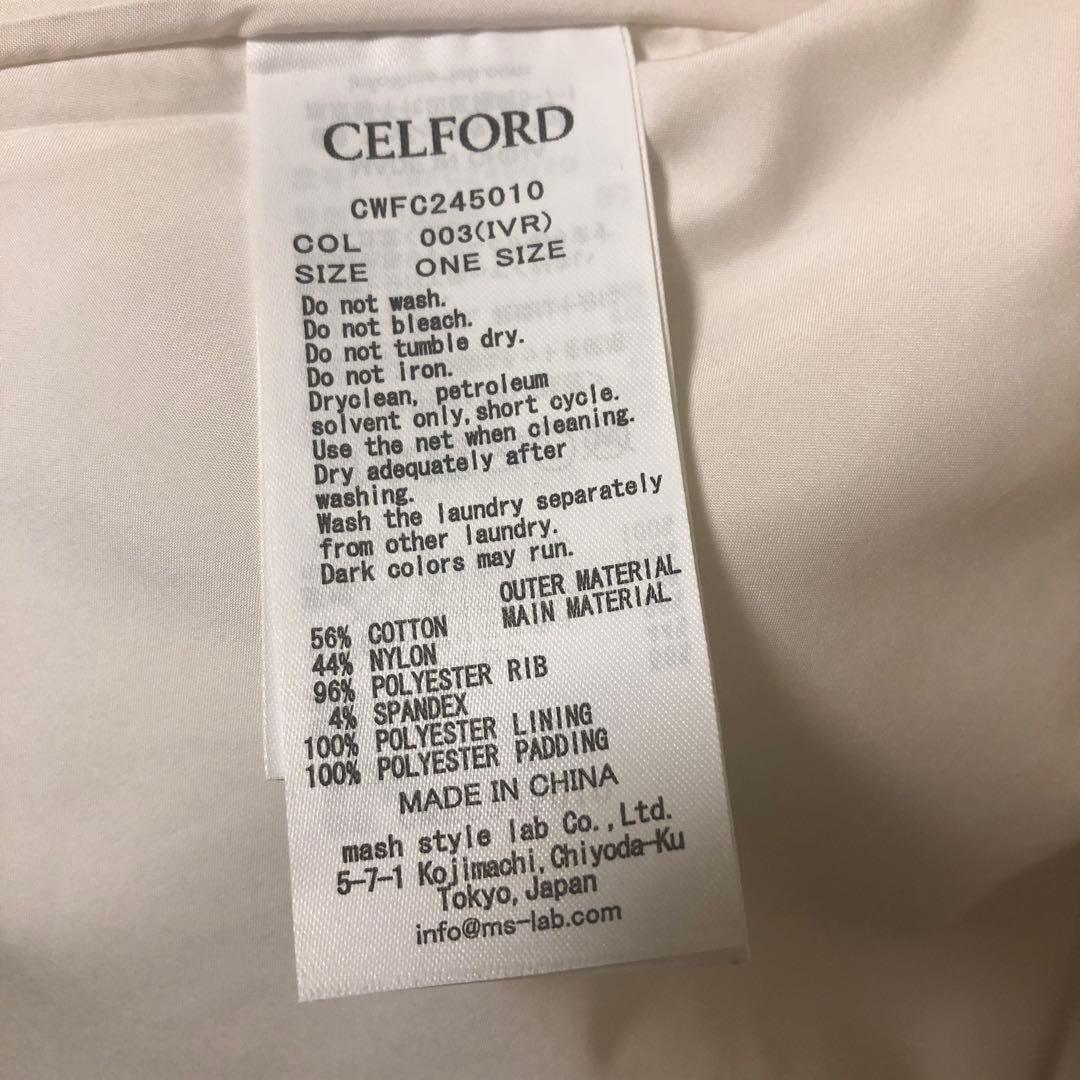 CELFORD
CWFC245010
COL 003(IVR)
SIZE ONE SIZE
Do not wash.
Do not bleach.
Do not tumble dry.
Do not iron.
Dryclean, petroleum
solvent only,short cycle.
Use the net when cleaning.
Dry adequately after
washing.
Wash the laundry separately
from other laundry.
Dark colors may run.
OUTER MATERIAL
56% COTTON MAIN MATERIAL
44% NYLON
96% POLYESTER RIB
4% SPANDEX
100% POLYESTER LINING
100% POLYESTER PADDING
MADE IN CHINA
mash style lab Co.,Ltd.
5-7-1 Kojimachi,Chiyoda-Ku
Tokyo,Japan
info@ms-lab.com